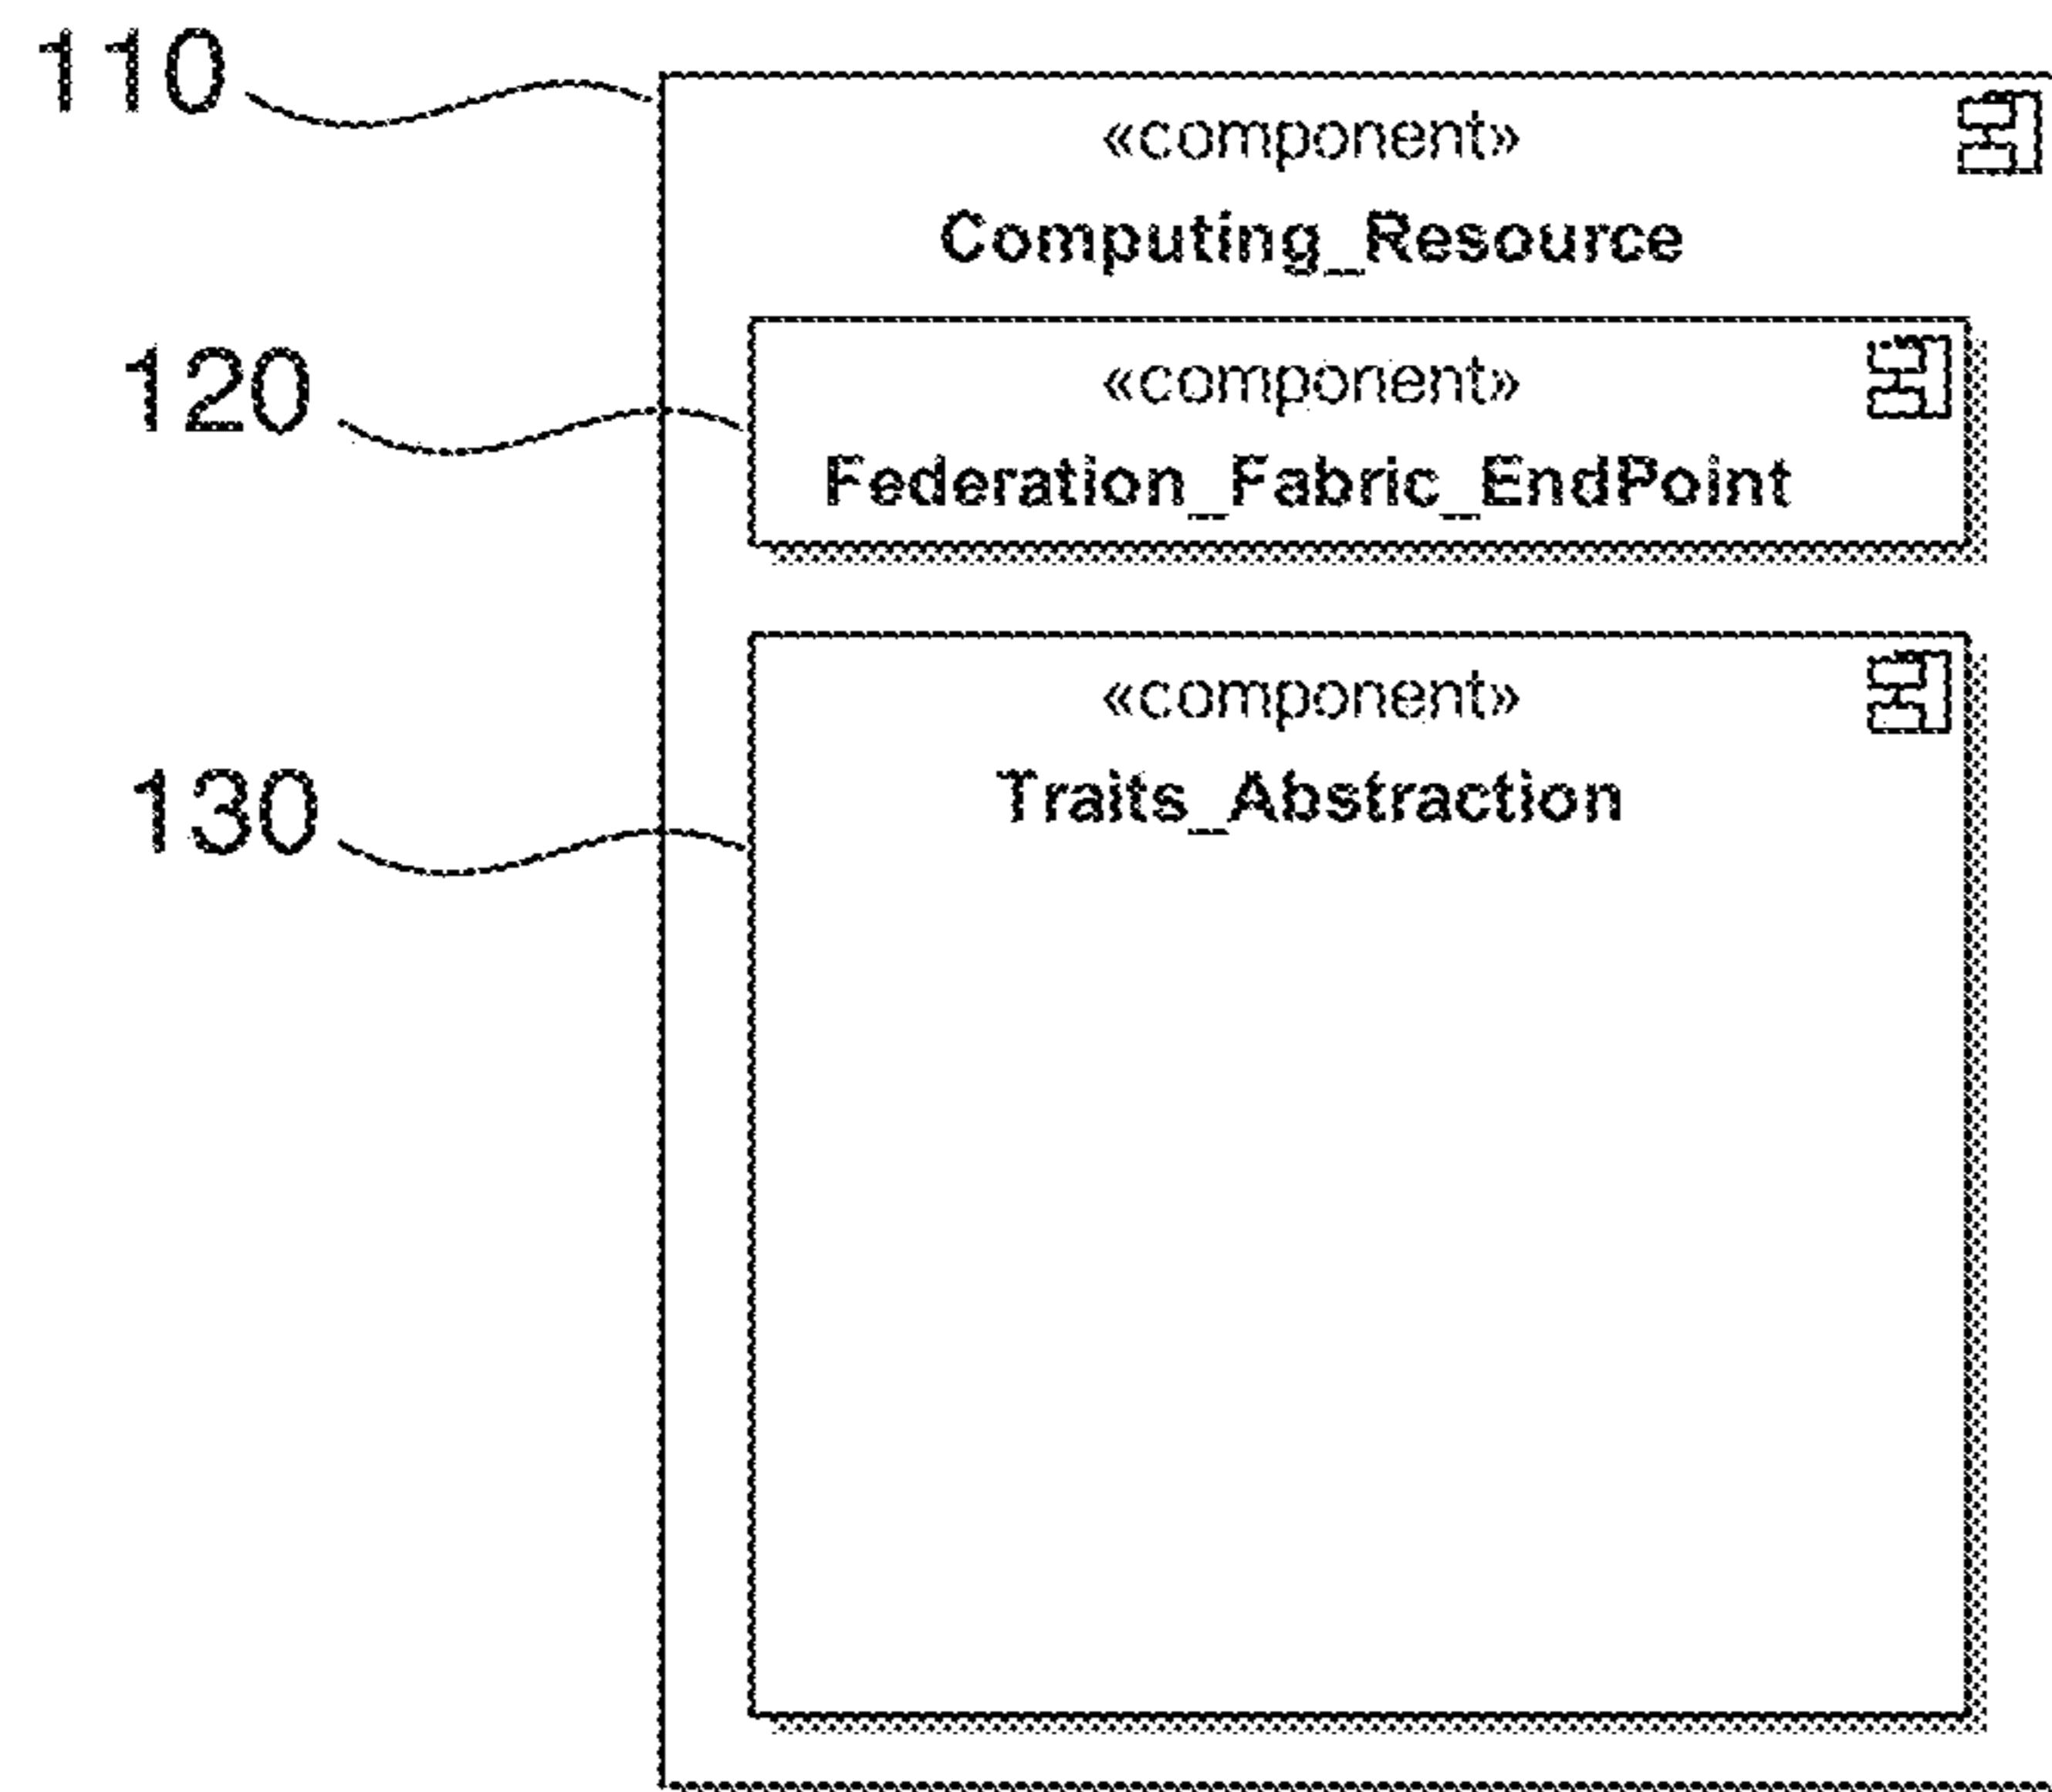 110
«component»
Computing_Resource
120
«component»
Federation_Fabric_EndPoint
130
«component»
Traits_Abstraction